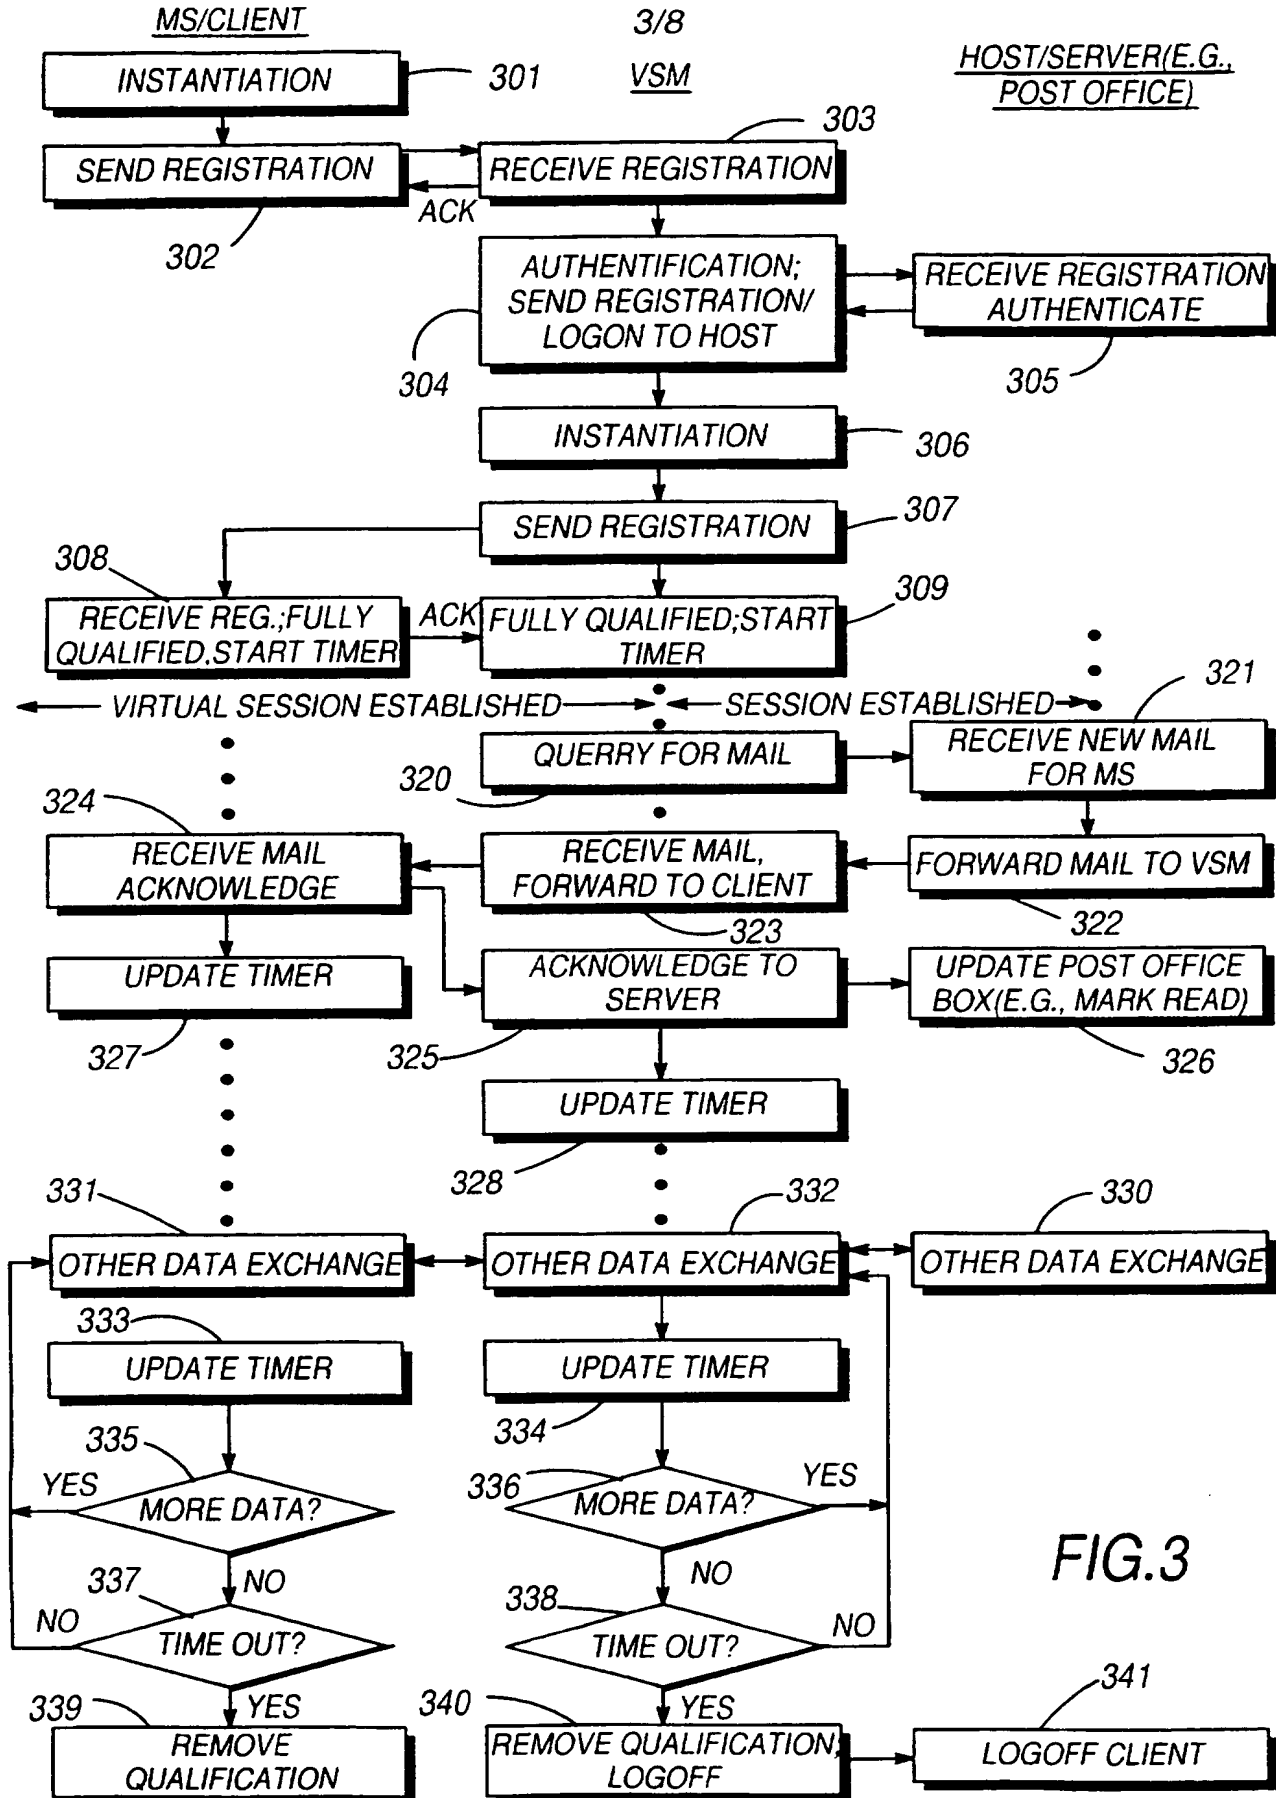 MS/CLIENT
3/8
VSM
HOST/SERVER(E.G.,
POST OFFICE)
INSTANTIATION
301
303
SEND REGISTRATION
RECEIVE REGISTRATION
ACK
302
AUTHENTIFICATION;
SEND REGISTRATION/
LOGON TO HOST
RECEIVE REGISTRATION
AUTHENTICATE
304
305
INSTANTIATION
306
SEND REGISTRATION
307
308
309
RECEIVE REG.;FULLY
QUALIFIED.START TIMER
ACK
FULLY QUALIFIED;START
TIMER
VIRTUAL SESSION ESTABLISHED
SESSION ESTABLISHED
321
QUERRY FOR MAIL
RECEIVE NEW MAIL
FOR MS
320
324
RECEIVE MAIL
ACKNOWLEDGE
RECEIVE MAIL,
FORWARD TO CLIENT
FORWARD MAIL TO VSM
323
322
UPDATE TIMER
ACKNOWLEDGE TO
SERVER
UPDATE POST OFFICE
BOX(E.G., MARK READ)
327
325
326
UPDATE TIMER
328
331
332
330
OTHER DATA EXCHANGE
OTHER DATA EXCHANGE
OTHER DATA EXCHANGE
333
UPDATE TIMER
UPDATE TIMER
334
335
336
YES
MORE DATA?
MORE DATA?
YES
NO
NO
337
338
NO
TIME OUT?
TIME OUT?
NO
FIG.3
YES
YES
339
340
341
REMOVE
QUALIFICATION
REMOVE QUALIFICATION,
LOGOFF
LOGOFF CLIENT